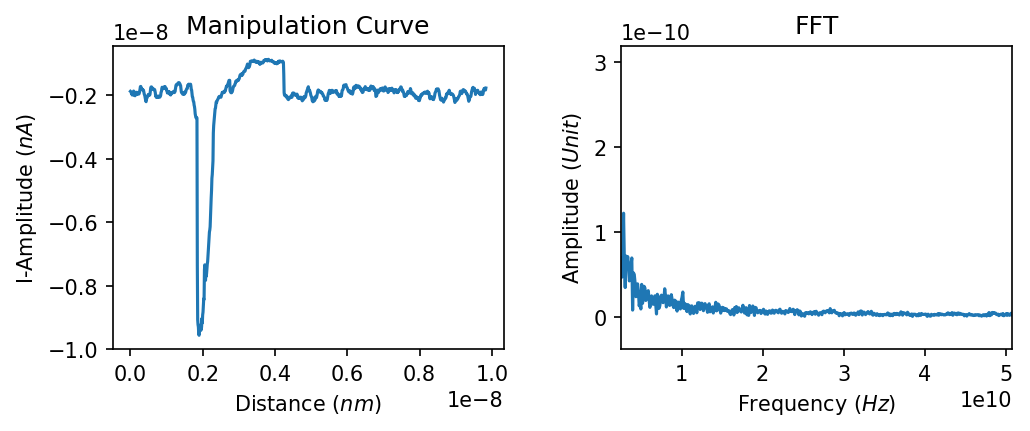 Manipulation Curve
1e−8
−0.2
−0.4
−0.6
−0.8
−1.0
I-Amplitude (nA)
0.0 0.2 0.4 0.6 0.8 1.0
Distance (nm)
1e−8
FFT
1e−10
3
2
1
0
Amplitude (Unit)
1 2 3 4 5
Frequency (Hz)
1e10